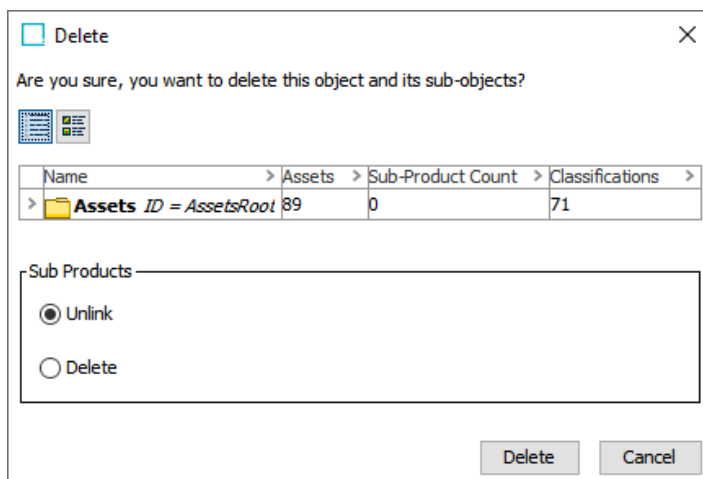 Delete
Are you sure, you want to delete this object and its sub-objects?
Name > Assets > Sub-Product Count > Classifications >
> Assets ID = AssetsRoot 89 0 71
Sub Products
Unlink
Delete
Delete Cancel